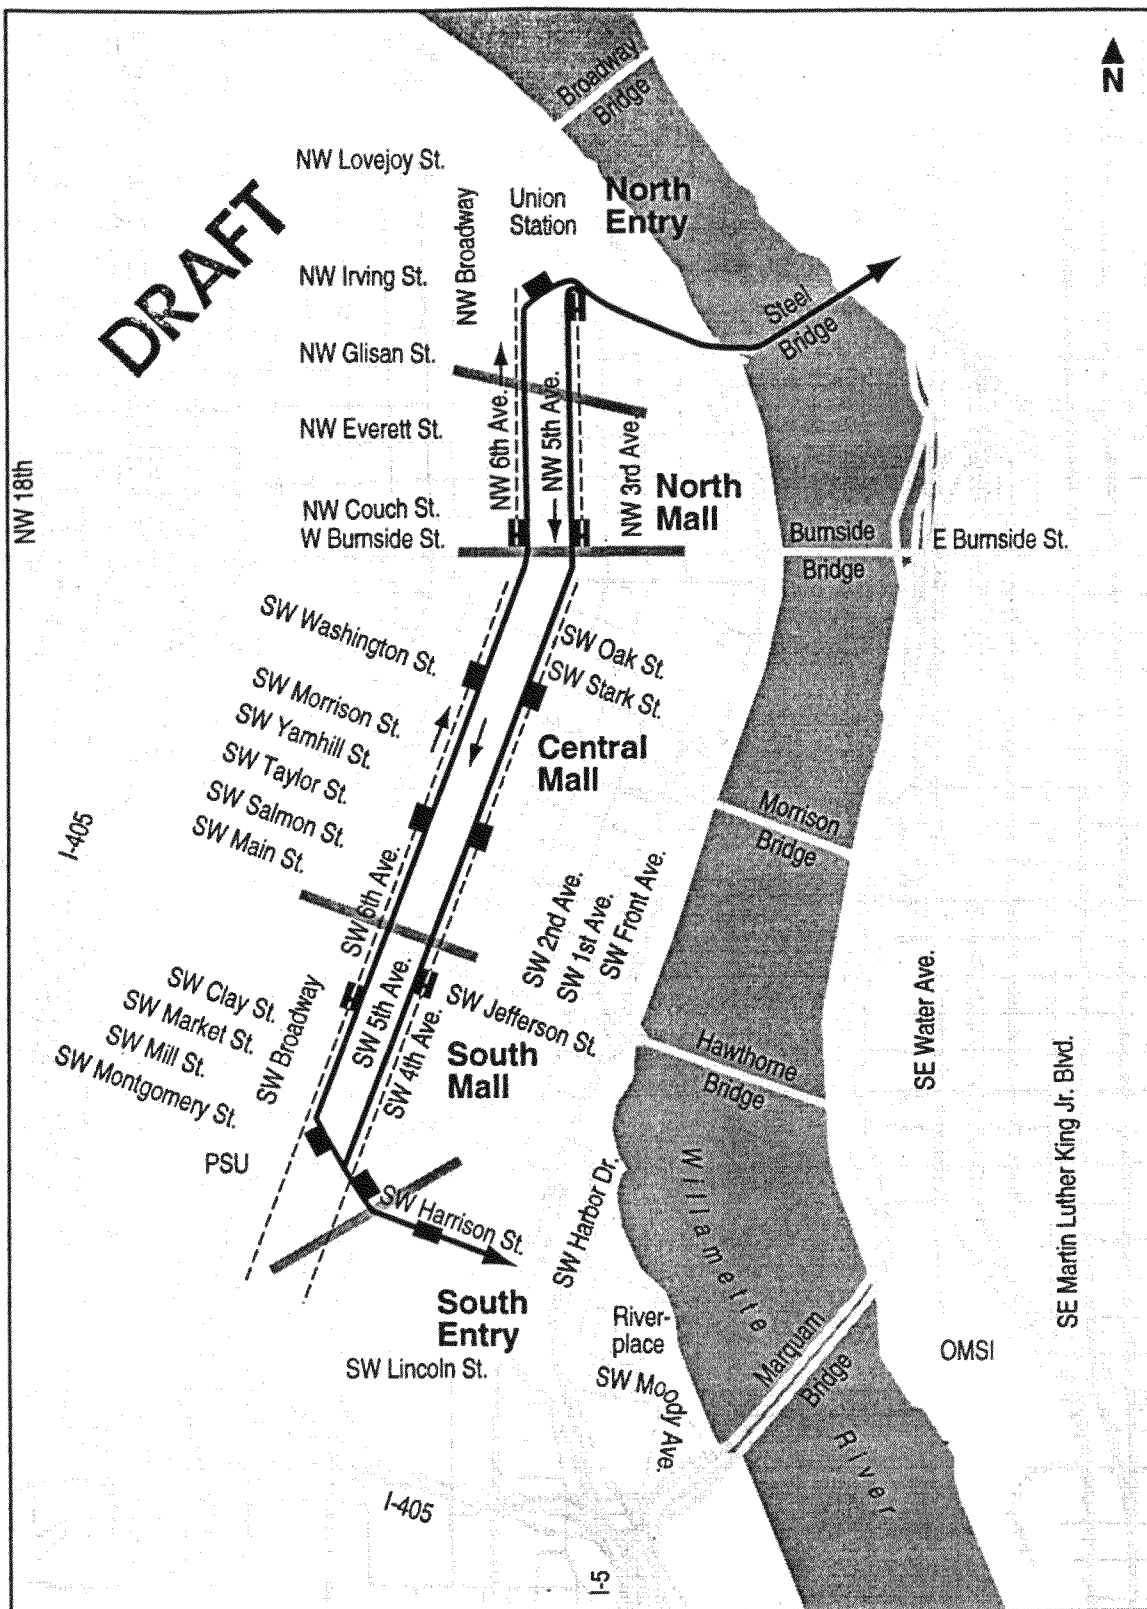 N
Broadway
Bridge
NW Lovejoy St.
DRAFT
NW Broadway
Union
Station
North
Entry
NW Irving St.
Steel
Bridge
NW Glisan St.
NW 6th Ave.
NW 5th Ave.
NW Everett St.
NW 3rd Ave.
NW 18th
North
Mall
NW Couch St.
W Burnside St.
Burnside
Bridge
E Burnside St.
SW Washington St.
SW Oak St.
SW Stark St.
SW Morrison St.
SW Yamhill St.
SW Taylor St.
SW Salmon St.
SW Main St.
Central
Mall
Morrison
Bridge
I-405
SW 6th Ave.
SW 2nd Ave.
SW 1st Ave.
SW Front Ave.
SW Clay St.
SW Market St.
SW Mill St.
SW Montgomery St.
SW Broadway
SW 5th Ave.
SW 4th Ave.
SW Jefferson St.
South
Mall
Hawthorne
Bridge
SE Water Ave.
SE Martin Luther King Jr. Blvd.
PSU
SW Harrison St.
SW Harbor Dr.
Willamette
South
Entry
River-
place
Marquam
Bridge
OMSI
SW Lincoln St.
SW Moody Ave.
River
I-405
I-5